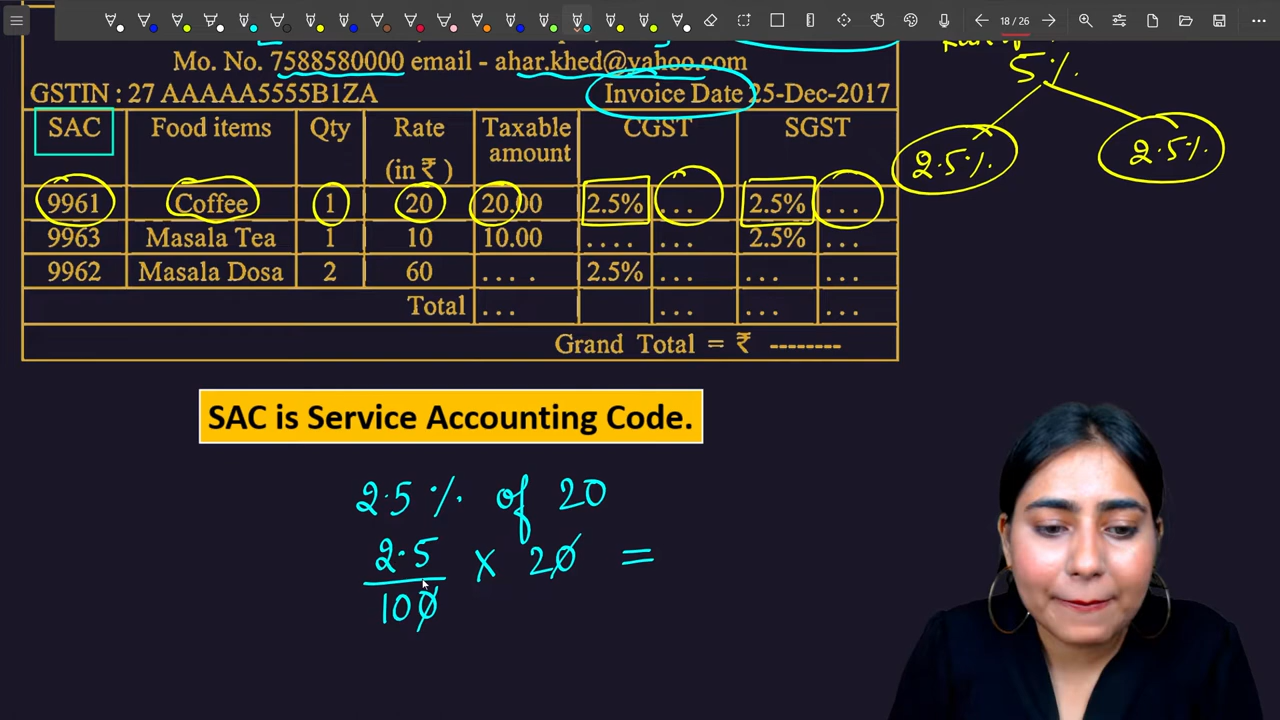 18 / 26
5%
Mo. No. 7588580000 email - ahar.khed@yahoo.com
GSTIN : 27 AAAAA5555B1ZA Invoice Date 25-Dec-2017
2.5% 2.5%
SAC Food items Qty Rate (in ₹ ) Taxable amount CGST SGST
9961 Coffee 1 20 20.00 2.5% ... 2.5% ...
9963 Masala Tea 1 10 10.00 .... ... 2.5% ...
9962 Masala Dosa 2 60 .... 2.5% ... ... ...
Total ... ... ... ...
Grand Total = ₹ --------
SAC is Service Accounting Code.
2.5% of 20
2.5 / 100 x 20 =